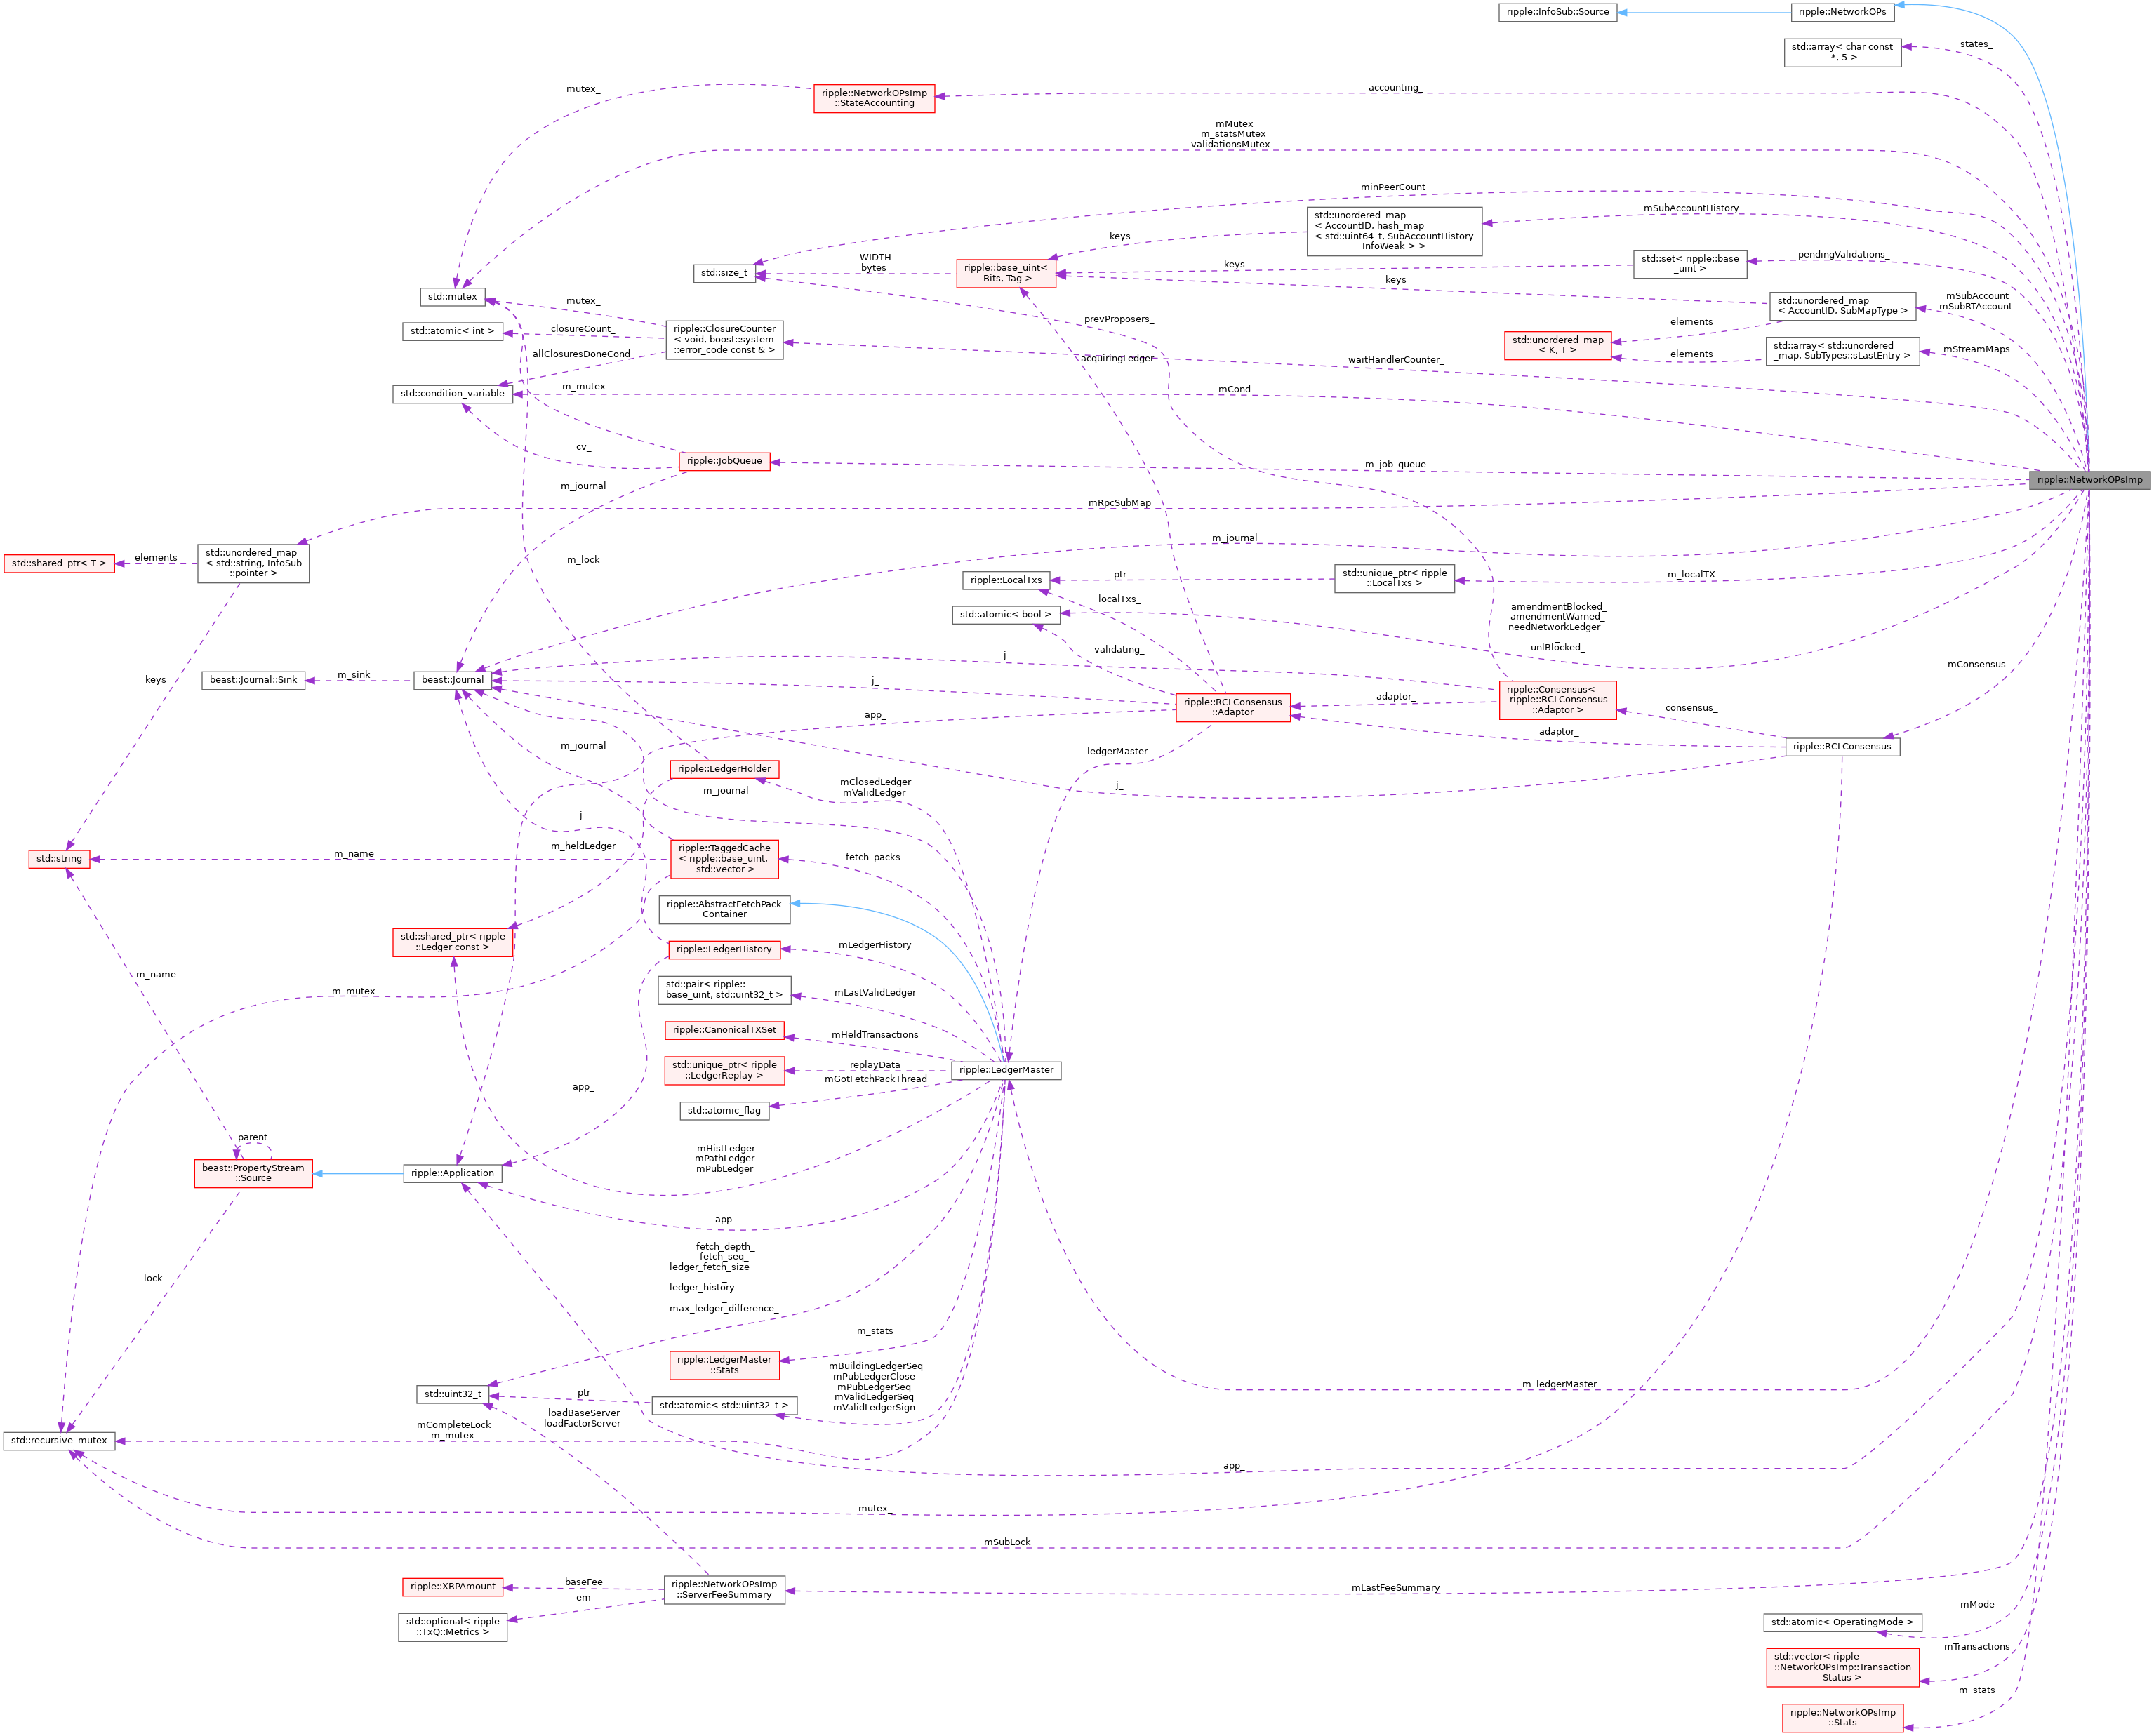 ripple::InfoSub::Source
ripple::NetworkOPs
std::array< char const
*, 5 >
states_
mutex_
ripple::NetworkOPsImp
::StateAccounting
accounting_
mMutex
m_statsMutex
validationsMutex_
minPeerCount_
std::unordered_map
< AccountID, hash_map
< std::uint64_t, SubAccountHistory
InfoWeak > >
mSubAccountHistory
keys
std::size_t
WIDTH
bytes
ripple::base_uint<
Bits, Tag >
keys
std::set< ripple::base
_uint >
pendingValidations_
keys
std::mutex
mutex_
std::unordered_map
< AccountID, SubMapType >
mSubAccount
mSubRTAccount
std::atomic< int >
closureCount_
ripple::ClosureCounter
< void, boost::system
::error_code const & >
prevProposers_
elements
std::unordered_map
< K, T >
elements
std::array< std::unordered
_map, SubTypes::sLastEntry >
mStreamMaps
allClosuresDoneCond_
acquiringLedger_
waitHandlerCounter_
std::condition_variable
m_mutex
mCond
cv_
ripple::JobQueue
m_job_queue
ripple::NetworkOPsImp
m_journal
mRpcSubMap
m_journal
std::shared_ptr< T >
elements
std::unordered_map
< std::string, InfoSub
::pointer >
m_lock
ripple::LocalTxs
ptr
std::unique_ptr< ripple
::LocalTxs >
m_localTX
localTxs_
std::atomic< bool >
amendmentBlocked_
amendmentWarned_
needNetworkLedger
_
unlBlocked_
validating_
mConsensus
keys
beast::Journal::Sink
m_sink
beast::Journal
j_
j_
ripple::RCLConsensus
::Adaptor
adaptor_
ripple::Consensus<
ripple::RCLConsensus
::Adaptor >
consensus_
app_
adaptor_
ripple::RCLConsensus
m_journal
ledgerMaster_
ripple::LedgerHolder
mClosedLedger
mValidLedger
m_journal
j_
j_
m_heldLedger
std::string
m_name
ripple::TaggedCache
< ripple::base_uint,
std::vector >
fetch_packs_
ripple::AbstractFetchPack
Container
std::shared_ptr< ripple
::Ledger const >
ripple::LedgerHistory
mLedgerHistory
m_name
m_mutex
std::pair< ripple::
base_uint, std::uint32_t >
mLastValidLedger
ripple::CanonicalTXSet
mHeldTransactions
std::unique_ptr< ripple
::LedgerReplay >
replayData
ripple::LedgerMaster
mGotFetchPackThread
app_
std::atomic_flag
parent_
beast::PropertyStream
::Source
ripple::Application
mHistLedger
mPathLedger
mPubLedger
app_
lock_
fetch_depth_
fetch_seq_
ledger_fetch_size
_
ledger_history
_
max_ledger_difference_
m_stats
ripple::LedgerMaster
::Stats
mBuildingLedgerSeq
mPubLedgerClose
mPubLedgerSeq
mValidLedgerSeq
mValidLedgerSign
m_ledgerMaster
std::uint32_t
ptr
std::atomic< std::uint32_t >
loadBaseServer
loadFactorServer
std::recursive_mutex
mCompleteLock
m_mutex
app_
mutex_
mSubLock
ripple::XRPAmount
baseFee
em
ripple::NetworkOPsImp
::ServerFeeSummary
mLastFeeSummary
std::optional< ripple
::TxQ::Metrics >
std::atomic< OperatingMode >
mMode
std::vector< ripple
::NetworkOPsImp::Transaction
Status >
mTransactions
ripple::NetworkOPsImp
::Stats
m_stats